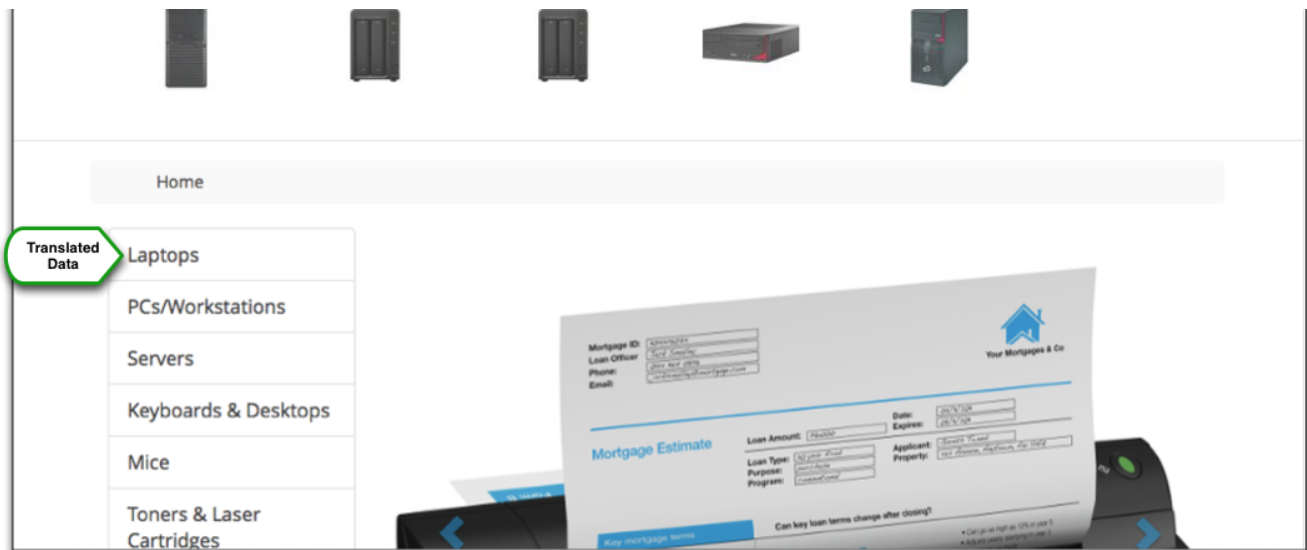 Home
Translated
Data
Laptops
PCs/Workstations
Servers
Keyboards & Desktops
Mice
Toners & Laser
Cartridges
Mortgage ID:
Loan Officer
Phone:
Email:
Your Mortgages & Co
Mortgage Estimate
Loan Amount:
Date:
Expires:
Loan Type:
Purpose:
Program:
Applicant:
Property:
Key mortgage terms
Can key loan terms change after closing?